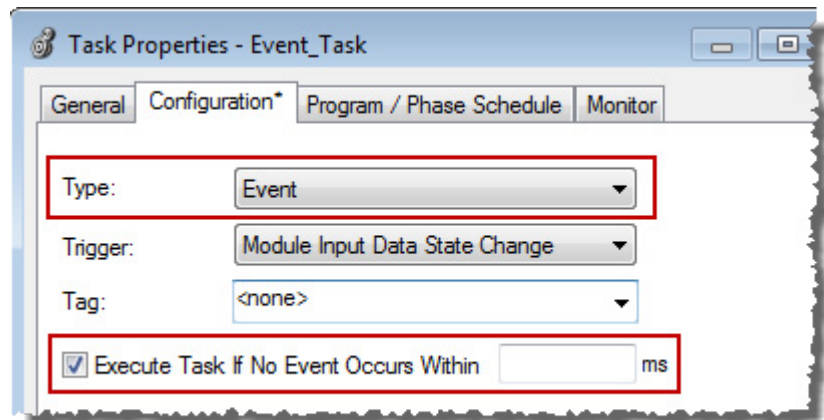 Task Properties - Event_Task
General Configuration* Program / Phase Schedule Monitor
Type: Event
Trigger: Module Input Data State Change
Tag: <none>
Execute Task If No Event Occurs Within ms